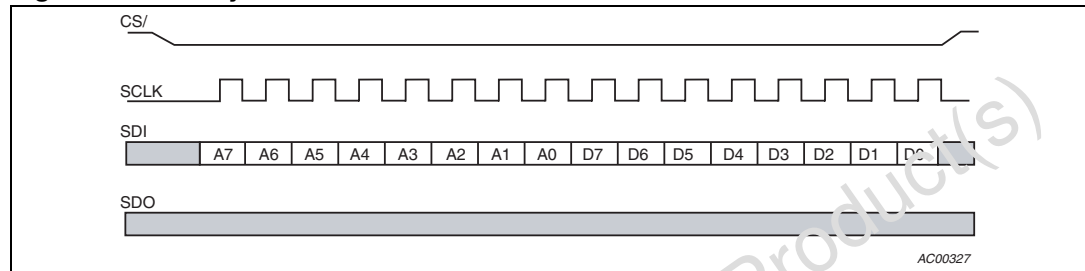 CS/
SCLK
SDI
A7 A6 A5 A4 A3 A2 A1 A0 D7 D6 D5 D4 D3 D2 D1
SDO
AC00327
Product(s)